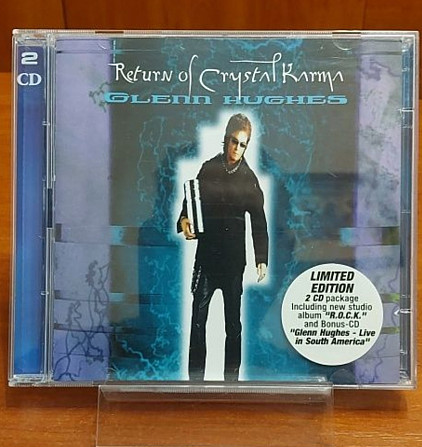 2
CD
Return of Crystal Karma
GLENN HUGHES
LIMITED
EDITION
2 CD package
Including new studio
album "R.O.C.K."
and Bonus-CD
"Glenn Hughes - Live
in South America"